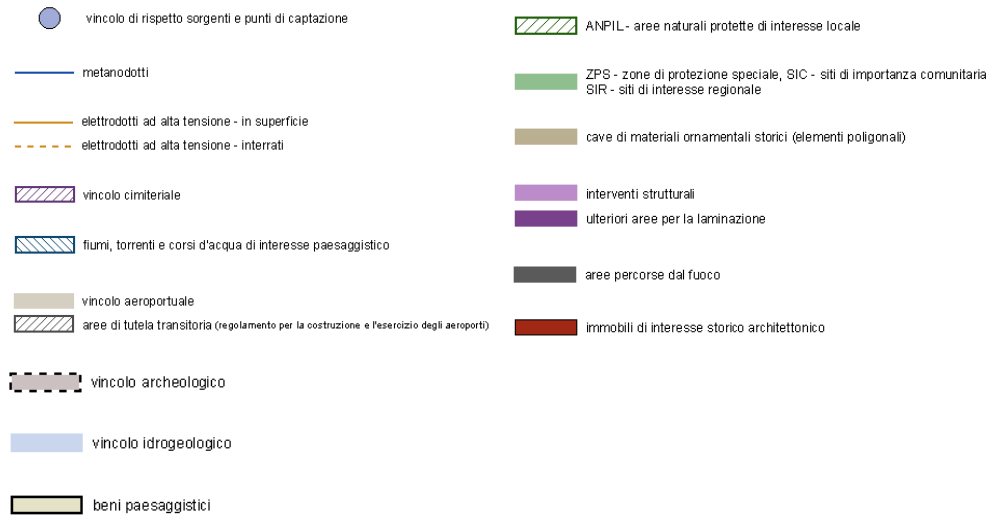 vincolo di rispetto sorgenti e punti di captazione
metanodotti
elettrodotti ad alta tensione - in superficie
elettrodotti ad alta tensione - interrati
vincolo cimiteriale
fiumi, torrenti e corsi d'acqua di interesse paesaggistico
vincolo aeroportuale
aree di tutela transitoria (regolamento per la costruzione e l'esercizio degli aeroporti)
vincolo archeologico
vincolo idrogeologico
beni paesaggistici
ANPIL - aree naturali protette di interesse locale
ZPS - zone di protezione speciale, SIC - siti di importanza comunitaria
SIR - siti di interesse regionale
cave di materiali ornamentali storici (elementi poligonali)
interventi strutturali
ulteriori aree per la laminazione
aree percorse dal fuoco
immobili di interesse storico architettonico